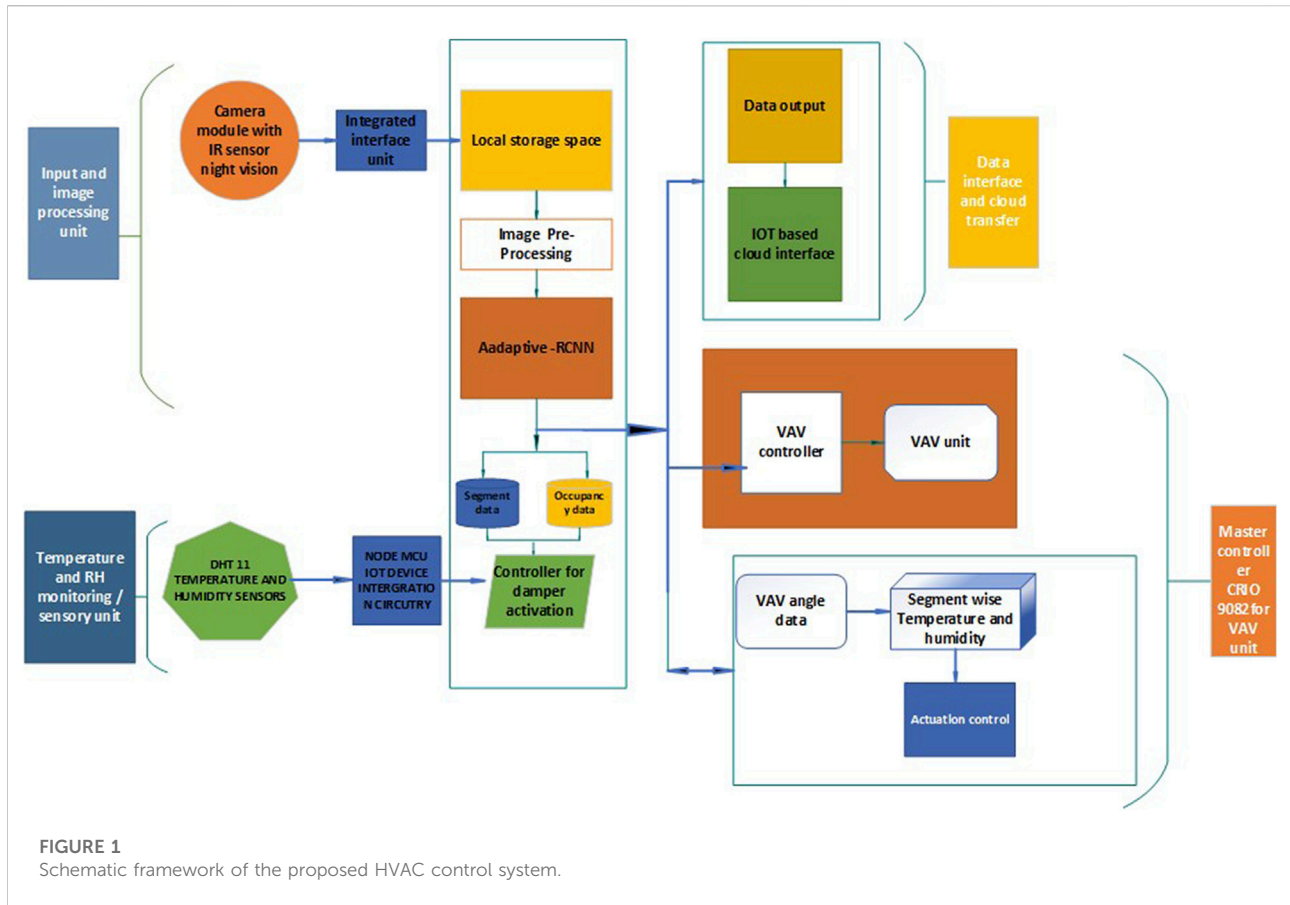 Input and
image
processing
unit
Camera
module with
IR sensor
night vision
Integrated
interface
unit
Local storage space
Image Pre-
Processing
Aadaptive -RCNN
Segment
data
Occupanc
y data
Controller for
damper
activation
Temperature
and RH
monitoring /
sensory unit
DHT 11
TEMPERATURE AND
HUMIDITY SENSORS
NODE MCU
IOT DEVICE
INTERGRATIO
N CIRCUTRY
Data output
IOT based
cloud interface
Data
interface
and cloud
transfer
VAV
controller
VAV unit
VAV angle
data
Segment wise
Temperature and
humidity
Actuation control
Master
controll
er
CRIO
9082 for
VAV
unit
FIGURE 1
Schematic framework of the proposed HVAC control system.